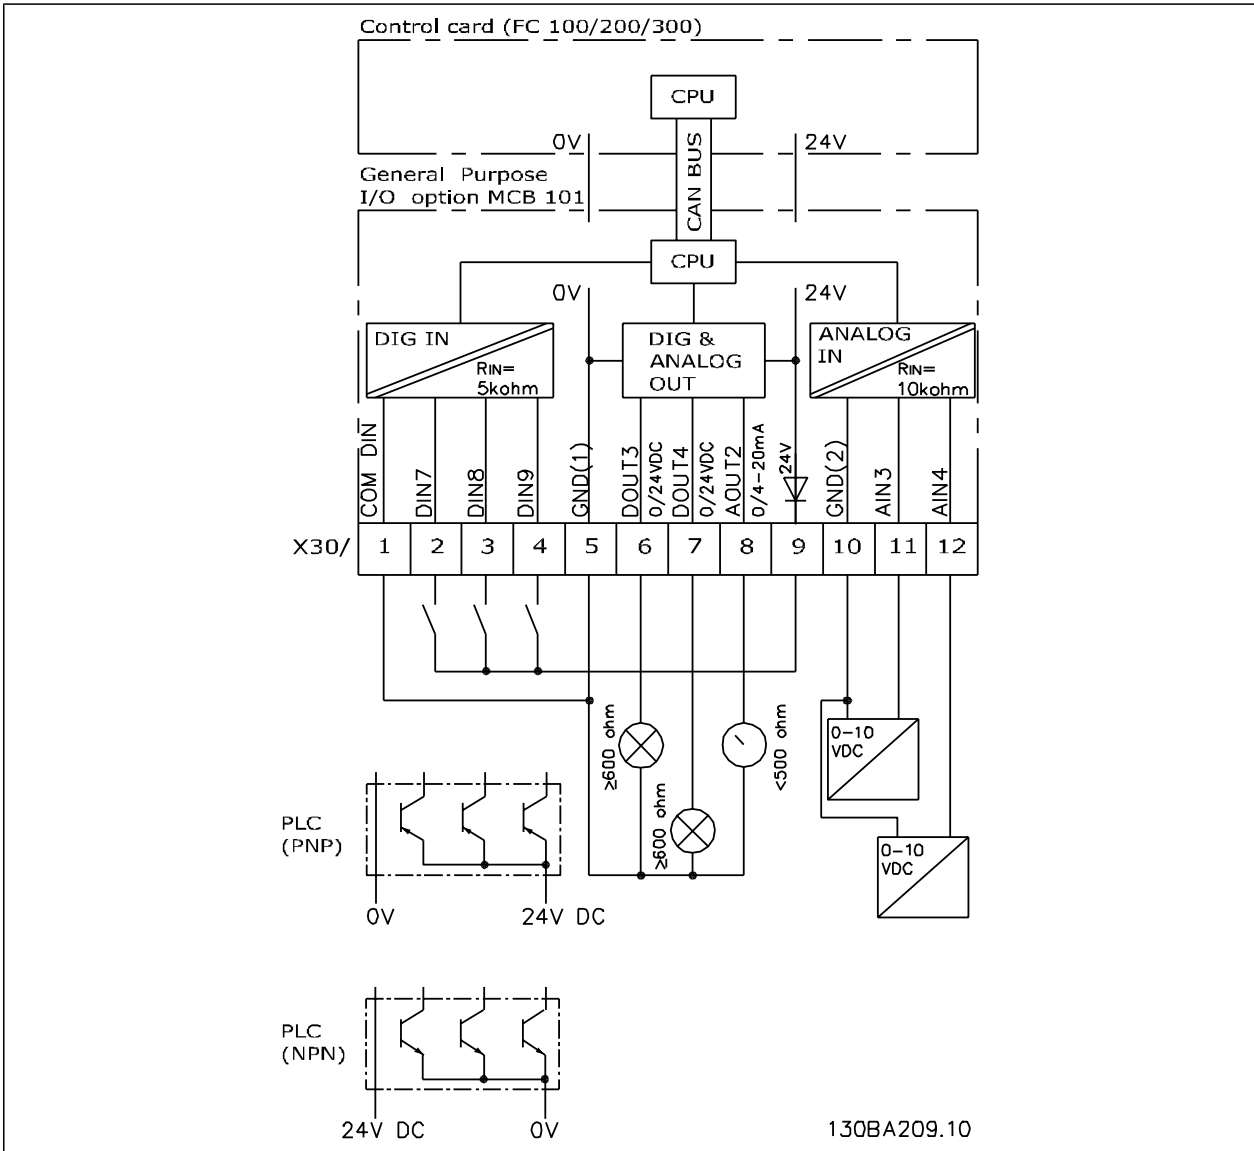 Control card (FC 100/200/300)
CPU
0V
24V
CAN BUS
General Purpose
I/O option MCB 101
CPU
0V
24V
DIG IN
RIN=
5kohm
DIG &
ANALOG
OUT
ANALOG
IN
RIN=
10kohm
COM DIN
DIN7
DIN8
DIN9
GND(1)
DOUT3
0/24VDC
DOUT4
0/24VDC
AOUT2
0/4-20mA
24V
GND(2)
AIN3
AIN4
X30/
1
2
3
4
5
6
7
8
9
10
11
12
≥600 ohm
≥600 ohm
<500 ohm
0-10
VDC
0-10
VDC
PLC
(PNP)
0V
24V DC
PLC
(NPN)
24V DC
0V
130BA209.10